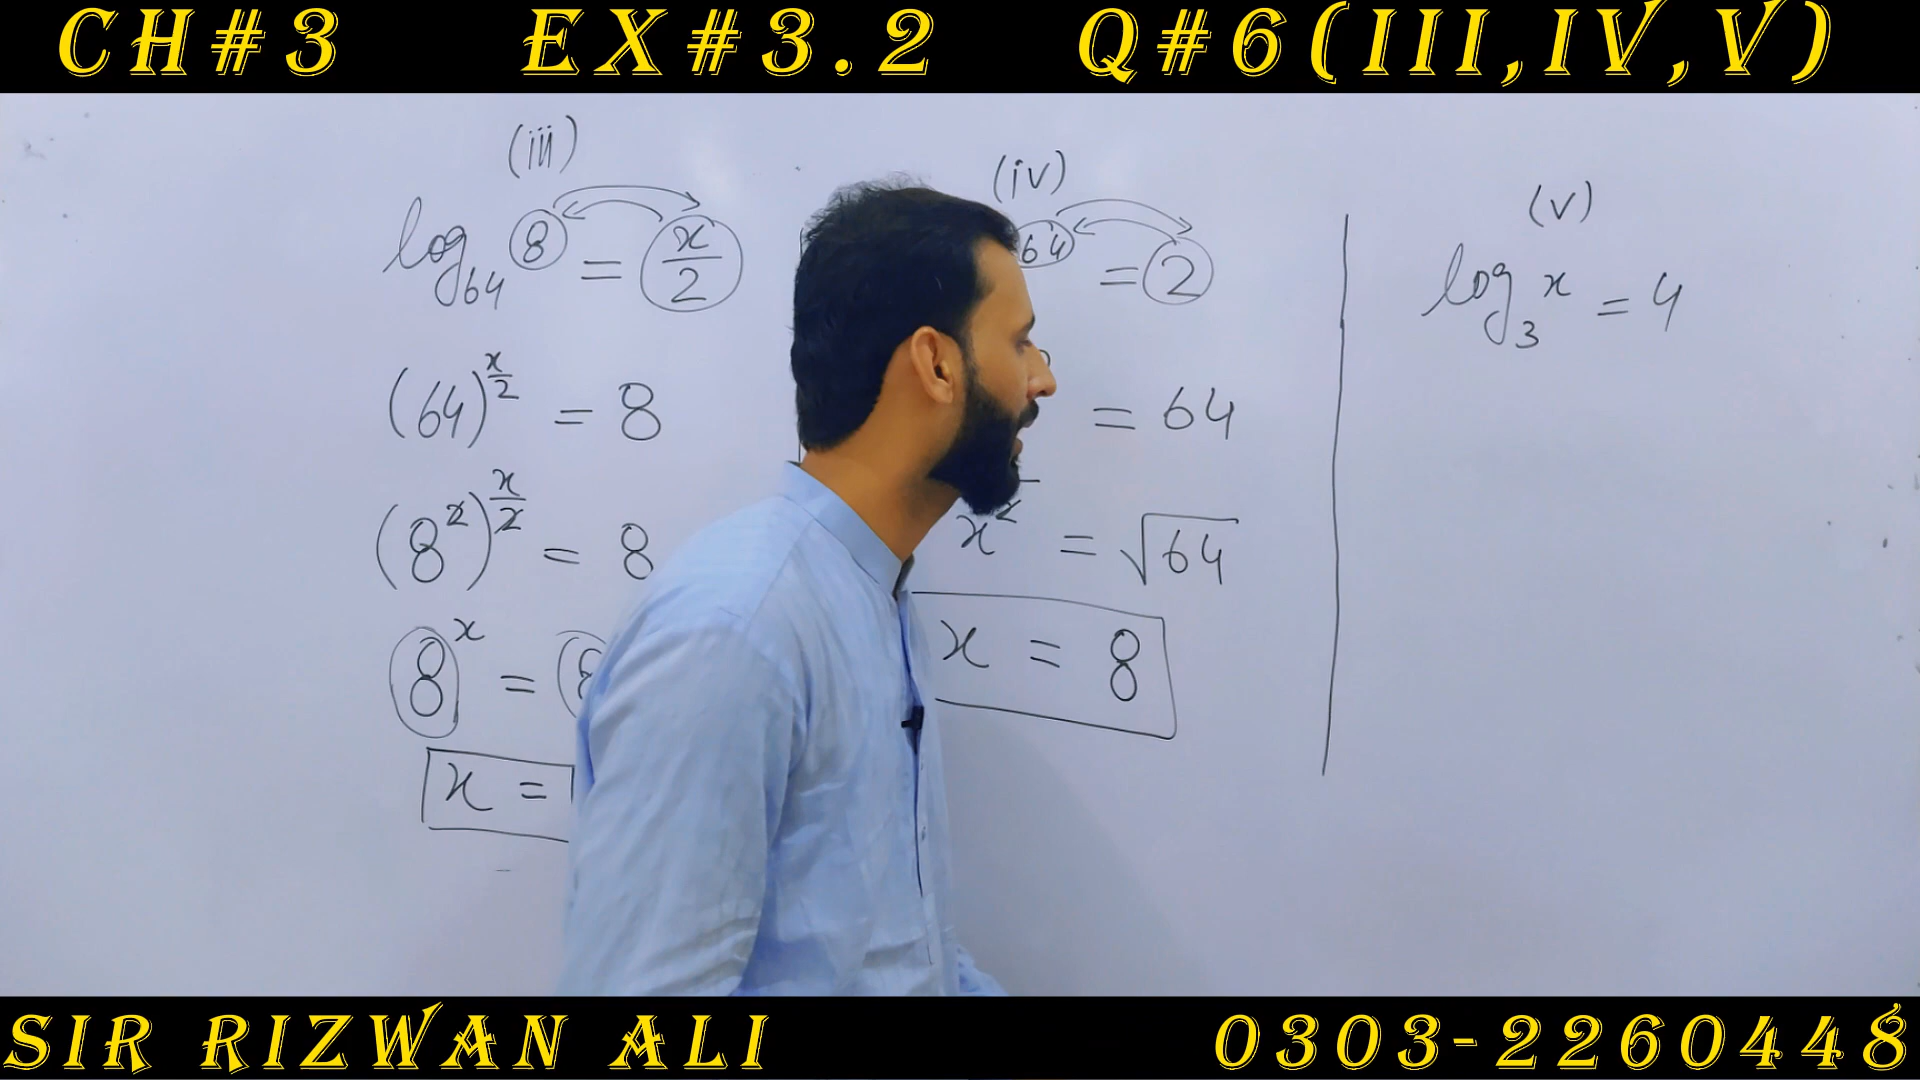 CH#3 EX#3.2 Q#6(III,IV,V)
(iii)
log₆₄ 8 = x/2
(64)^(x/2) = 8
(8^2)^(x/2) = 8
8^x =
x =
(iv)
64 = 2
= 64
x^2 = √64
x = 8
(v)
log₃ x = 4
SIR RIZWAN ALI 0303-2260448